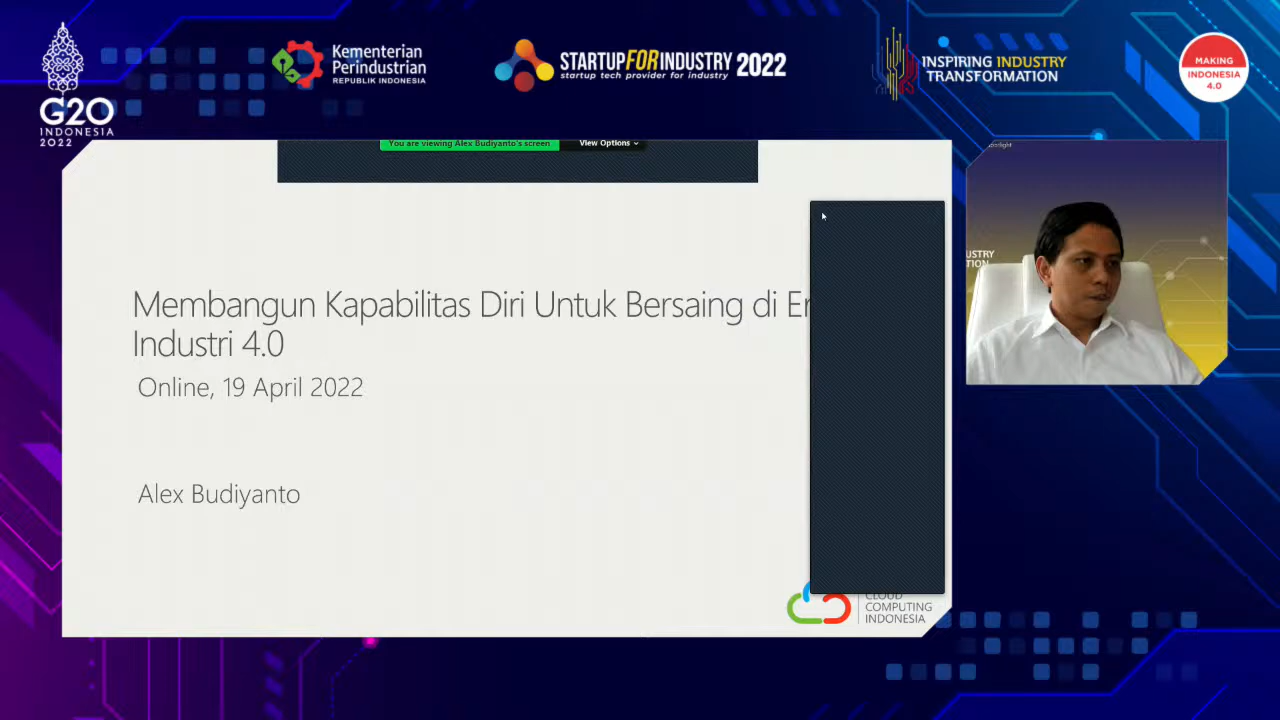 G20
INDONESIA
2022
Kementerian
Perindustrian
REPUBLIK INDONESIA
STARTUPFORINDUSTRY 2022
startup tech provider for industry
INSPIRING INDUSTRY
TRANSFORMATION
MAKING
INDONESIA
4.0
You are viewing Alex Budiyanto's screen
View Options
Membangun Kapabilitas Diri Untuk Bersaing di
Industri 4.0
Online, 19 April 2022
Alex Budiyanto
CLOUD
COMPUTING
INDONESIA